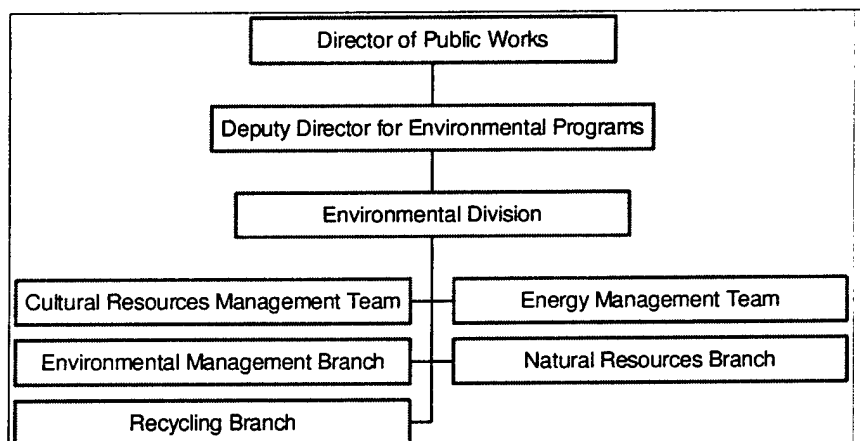 Director of Public Works
Deputy Director for Environmental Programs
Environmental Division
Cultural Resources Management Team
Energy Management Team
Environmental Management Branch
Natural Resources Branch
Recycling Branch